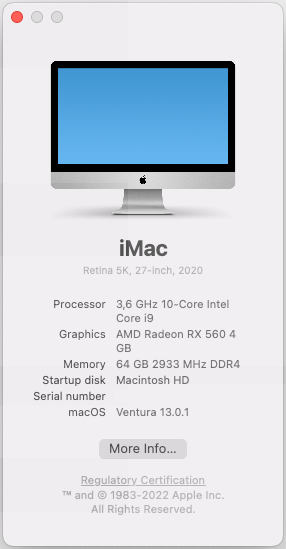 iMac
Retina 5K, 27-inch, 2020
Processor 3,6 GHz 10-Core Intel
Core i9
Graphics AMD Radeon RX 560 4
GB
Memory 64 GB 2933 MHz DDR4
Startup disk Macintosh HD
Serial number
macOS Ventura 13.0.1
More Info...
Regulatory Certification
™ and © 1983-2022 Apple Inc.
All Rights Reserved.